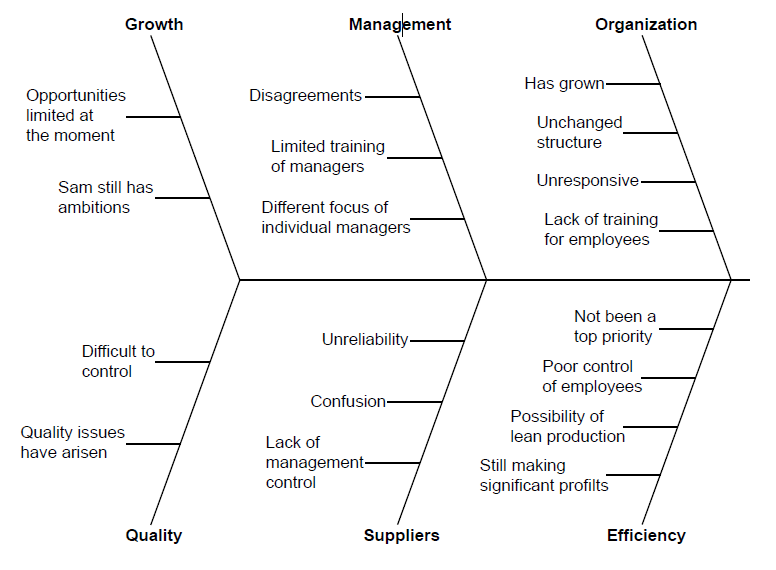 Growth
Management
Organization
Opportunities
limited at
the moment
Sam still has
ambitions
Disagreements
Limited training
of managers
Different focus of
individual managers
Has grown
Unchanged
structure
Unresponsive
Lack of training
for employees
Difficult to
control
Quality issues
have arisen
Unreliability
Confusion
Lack of
management
control
Not been a
top priority
Poor control
of employees
Possibility of
lean production
Still making
significant profilts
Quality
Suppliers
Efficiency